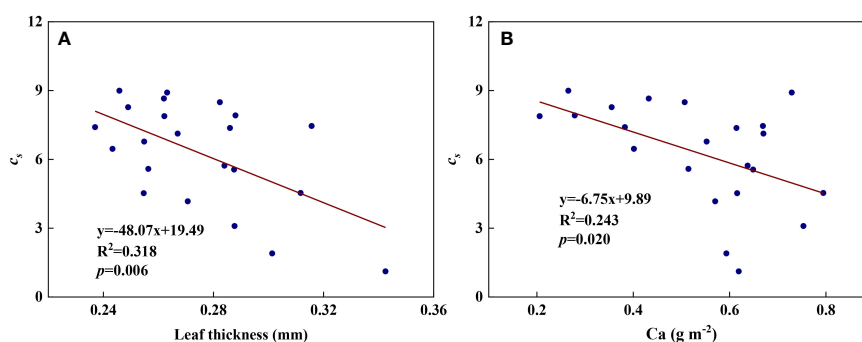 A
12
9
6
3
0
c_s
y=-48.07x+19.49
R²=0.318
p=0.006
0.24 0.28 0.32 0.36
Leaf thickness (mm)
B
12
9
6
3
0
c_s
y=-6.75x+9.89
R²=0.243
p=0.020
0.2 0.4 0.6 0.8
Ca (g m⁻²)